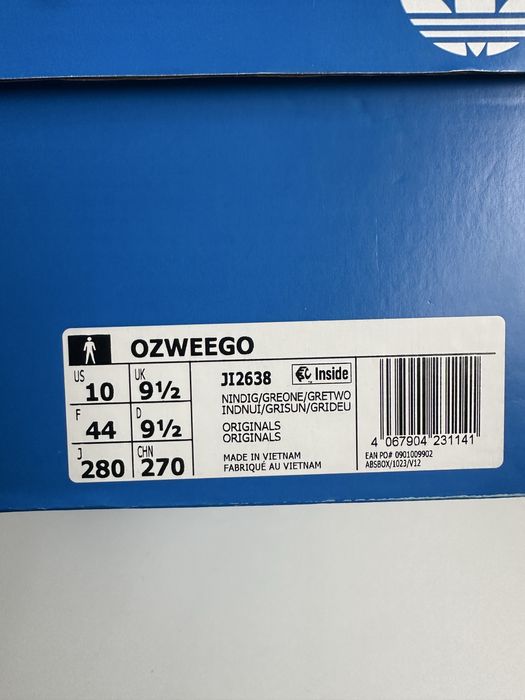 OZWEEGO
US 10 UK 9½
F 44 D 9½
J 280 CHN 270
JI2638 Inside
NINDIG/GREONE/GRETWO
INDNUI/GRISUN/GRIDEU
ORIGINALS
ORIGINALS
MADE IN VIETNAM
FABRIQUÉ AU VIETNAM
4 067904 231141
EAN PO# 0901009902
ABSBOX/1023/V12